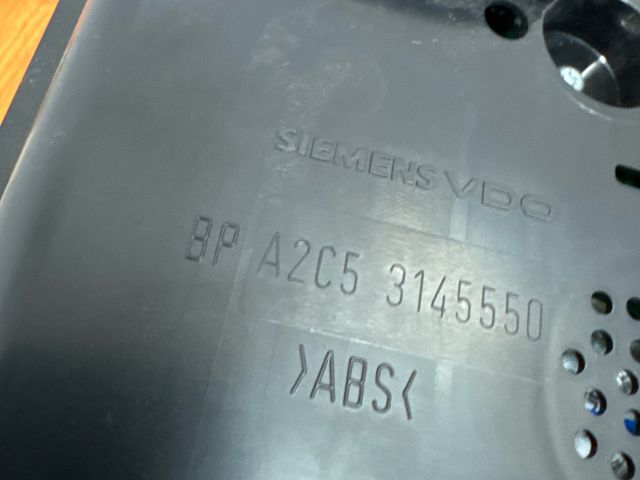 SIEMENS VDO
BP A2C5 3145550
>ABS<